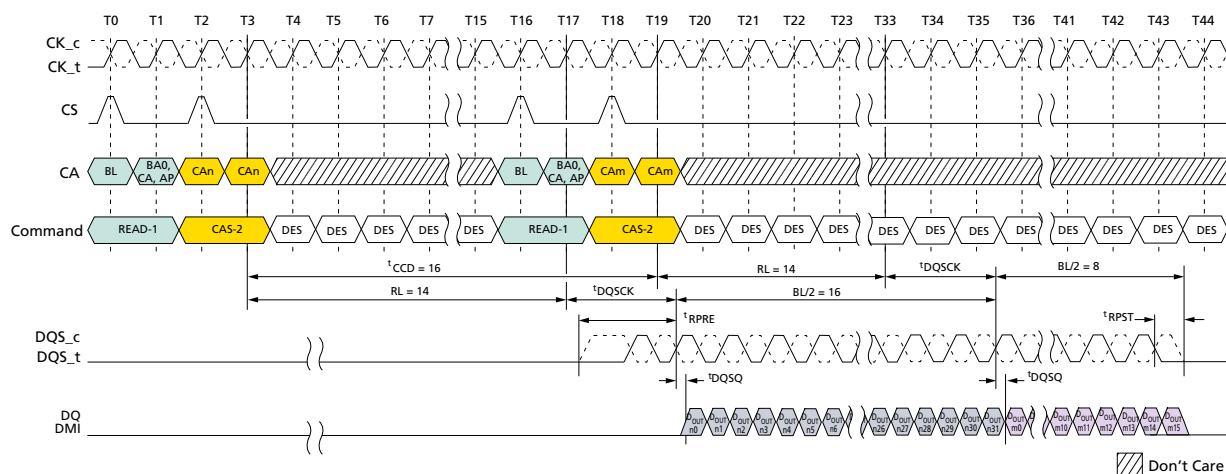 T0 T1 T2 T3 T4 T5 T6 T7 T15 T16 T17 T18 T19 T20 T21 T22 T23 T33 T34 T35 T36 T41 T42 T43 T44
CK_c
CK_t
CS
CA BL BA0, CA, AP CAn CAn BL BA0, CA, AP CAm CAm
Command READ-1 CAS-2 DES DES DES DES DES READ-1 CAS-2 DES DES DES DES DES DES DES DES DES DES DES DES
tCCD = 16 RL = 14 tDQSCK BL/2 = 8
RL = 14 tDQSCK BL/2 = 16
tRPRE tRPST
DQS_c
DQS_t
tDQSQ tDQSQ
DQ
DMI
DOUT n0 DOUT n1 DOUT n2 DOUT n3 DOUT n4 DOUT n5 DOUT n6 DOUT n26 DOUT n27 DOUT n28 DOUT n29 DOUT n30 DOUT n31 DOUT m0 DOUT m10 DOUT m11 DOUT m12 DOUT m13 DOUT m14 DOUT m15
Don't Care